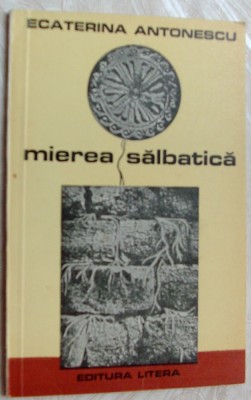 ECATERINA ANTONESCU
mierea sălbatică
EDITURA LITERA